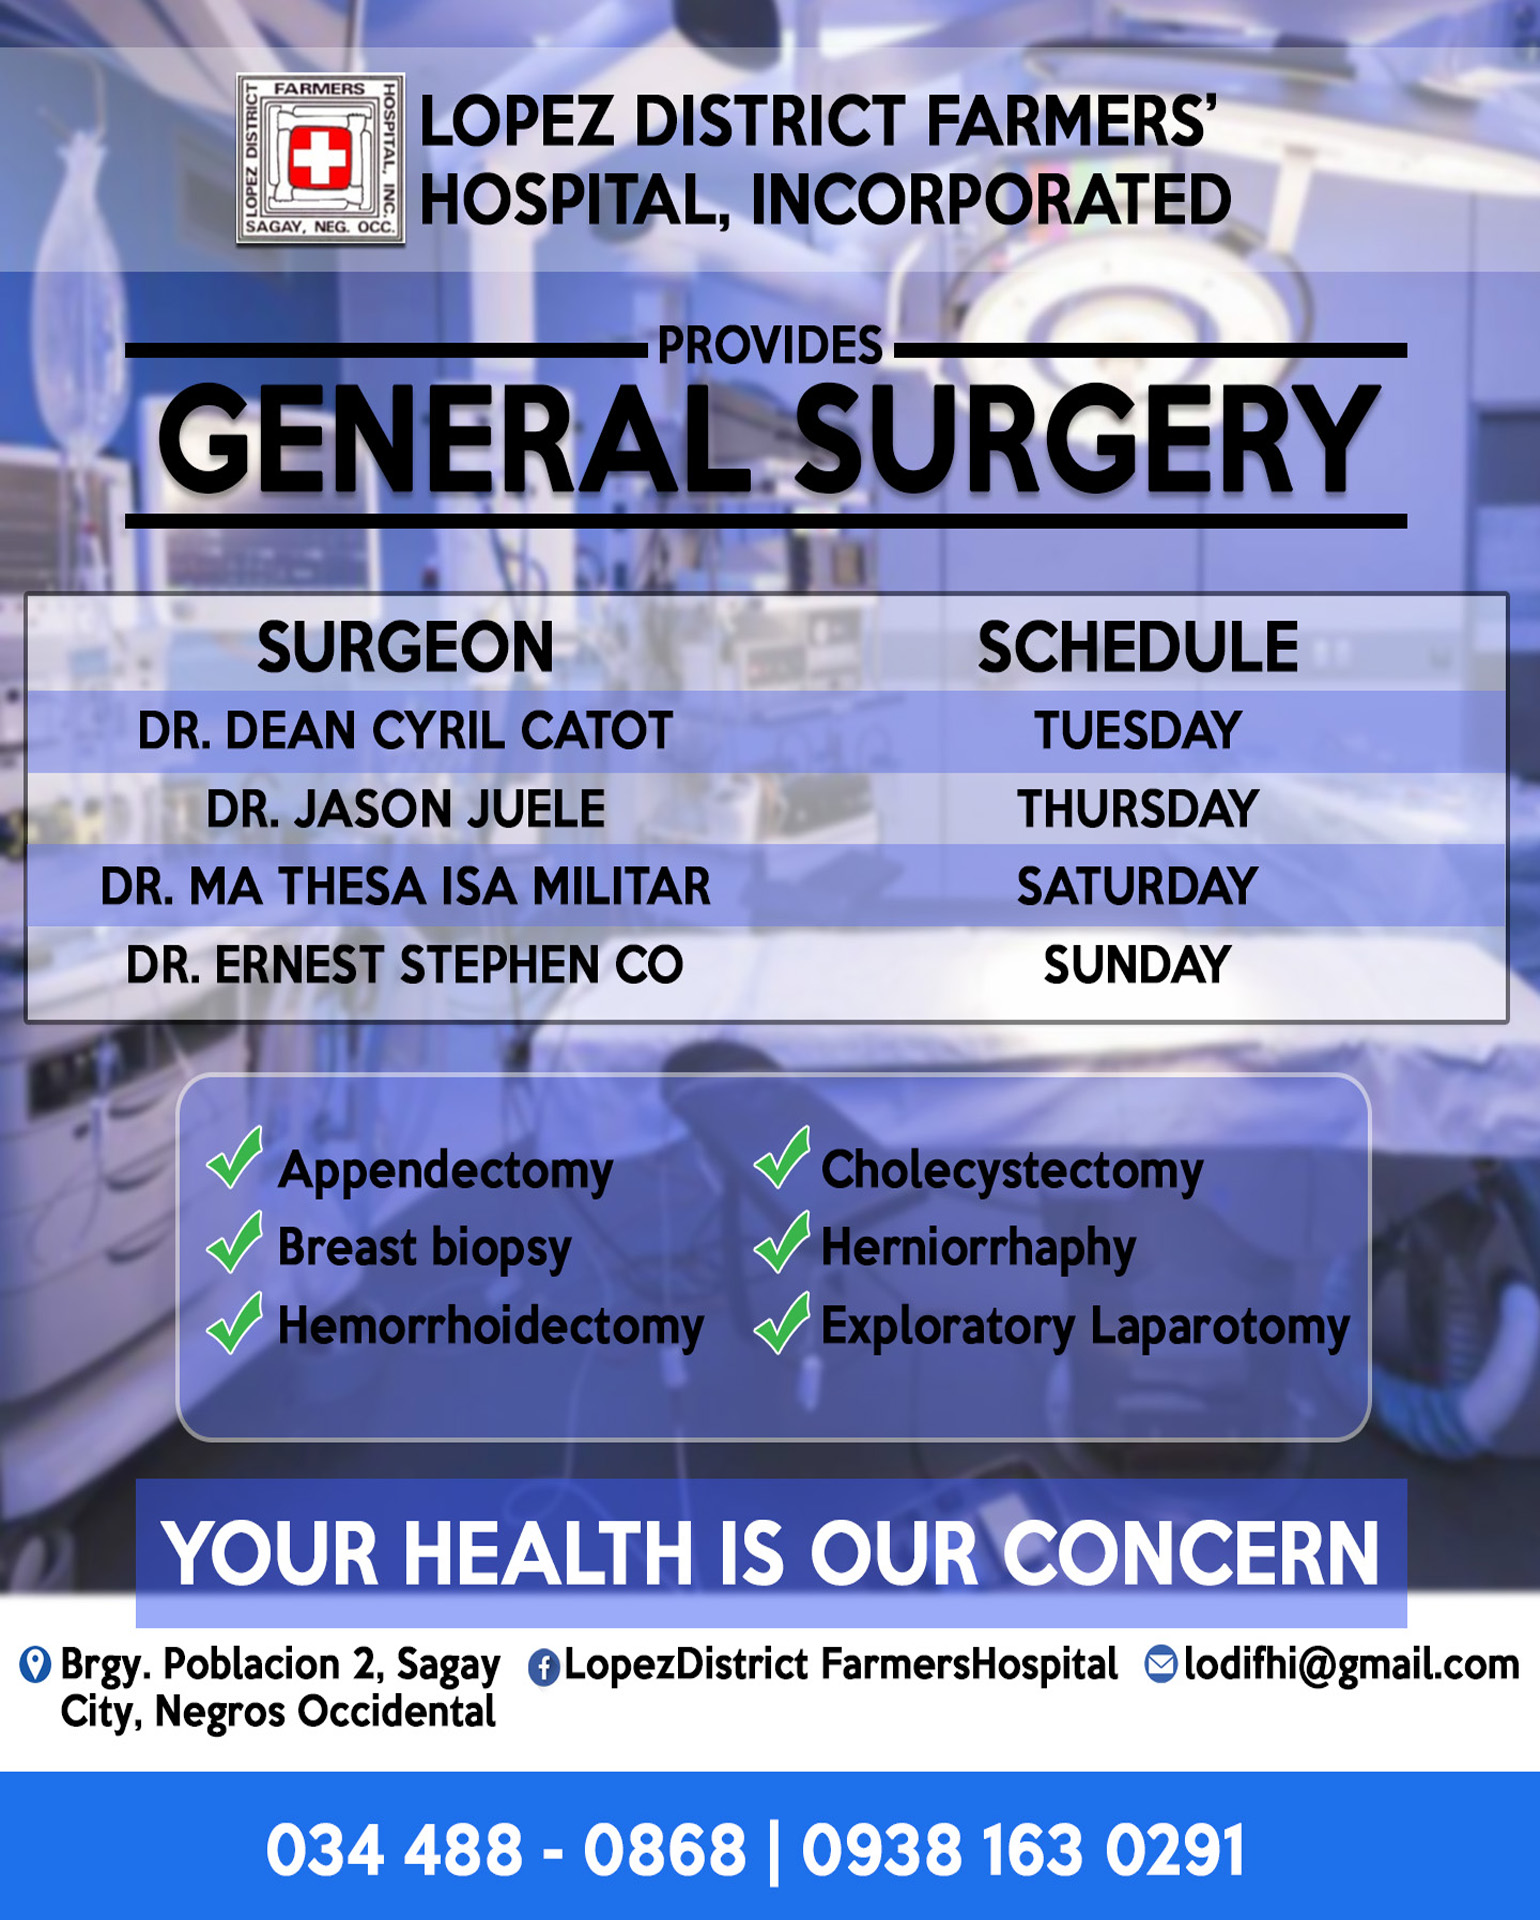 FARMERS
LOPEZ DISTRICT
HOSPITAL, INC.
SAGAY, NEG. OCC.
LOPEZ DISTRICT FARMERS’
HOSPITAL, INCORPORATED
PROVIDES
GENERAL SURGERY
SURGEON SCHEDULE
DR. DEAN CYRIL CATOT TUESDAY
DR. JASON JUELE THURSDAY
DR. MA THESA ISA MILITAR SATURDAY
DR. ERNEST STEPHEN CO SUNDAY
Appendectomy Cholecystectomy
Breast biopsy Herniorrhaphy
Hemorrhoidectomy Exploratory Laparotomy
YOUR HEALTH IS OUR CONCERN
Brgy. Poblacion 2, Sagay LopezDistrict FarmersHospital lodifhi@gmail.com
City, Negros Occidental
034 488 - 0868 | 0938 163 0291